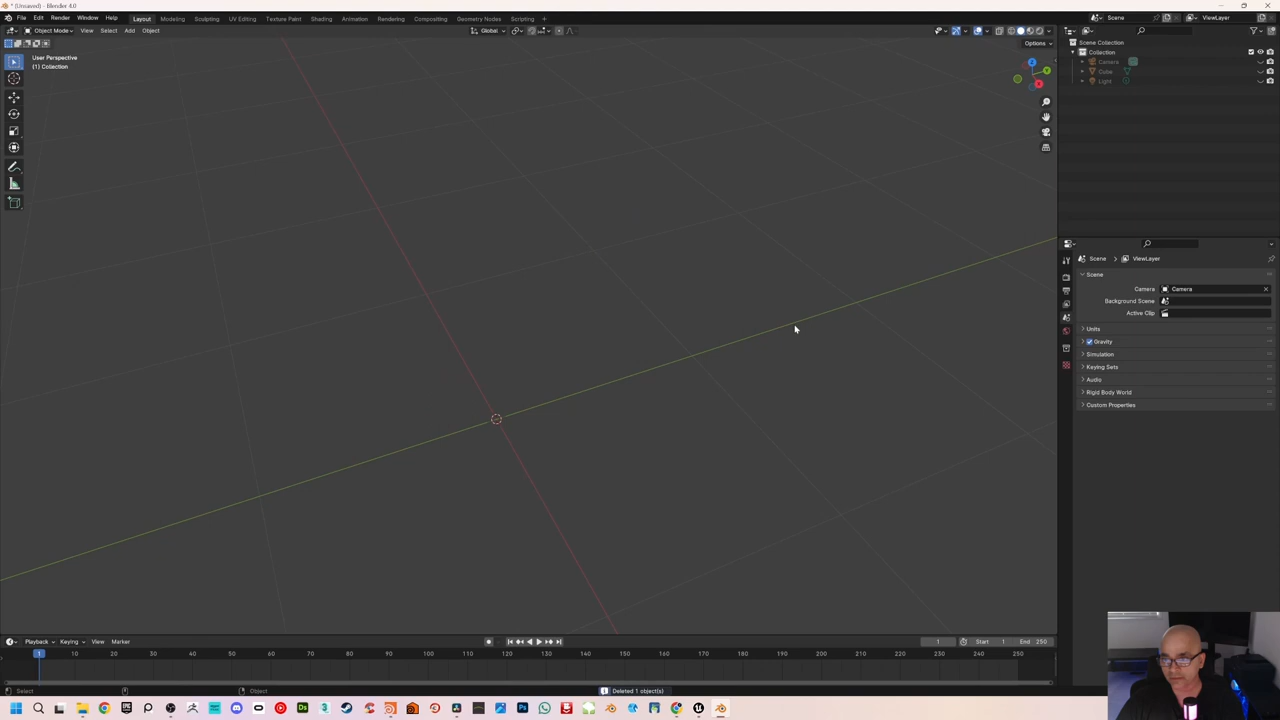 * (Unsaved) - Blender 4.0
File Edit Render Window Help Layout Modeling Sculpting UV Editing Texture Paint Shading Animation Rendering Compositing Geometry Nodes Scripting + Scene ViewLayer
Object Mode View Select Add Object Global
Options
User Perspective
(1) Collection
Scene Collection
Collection
Camera
Cube
Light
Scene > ViewLayer
Scene
Camera Camera
Background Scene
Active Clip
Units
Gravity
Simulation
Keying Sets
Audio
Rigid Body World
Custom Properties
Playback Keying View Marker 1 Start 1 End 250
1 10 20 30 40 50 60 70 80 90 100 110 120 130 140 150 160 170 180 190 200 210 220 230 240 250
Select Object Deleted 1 object(s)